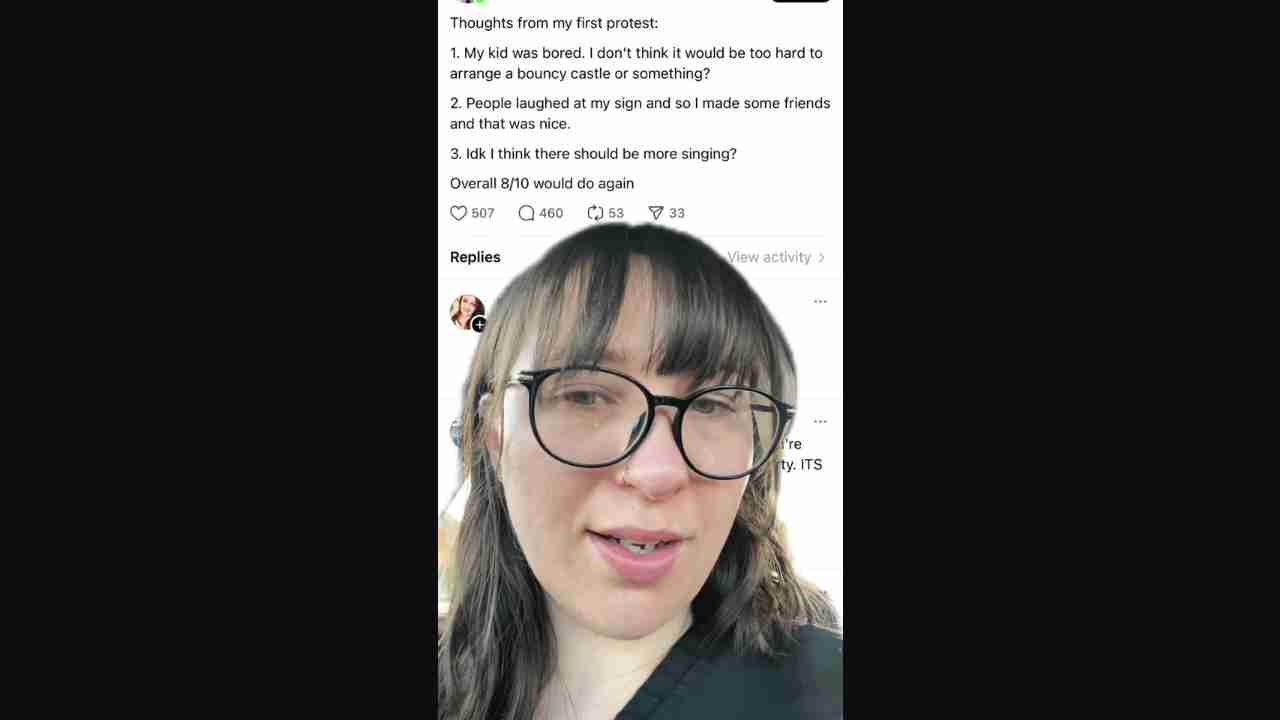 Thoughts from my first protest:
1. My kid was bored. I don't think it would be too hard to
arrange a bouncy castle or something?
2. People laughed at my sign and so I made some friends
and that was nice.
3. Idk I think there should be more singing?
Overall 8/10 would do again
507 460 53 33
Replies View activity
're
ITS